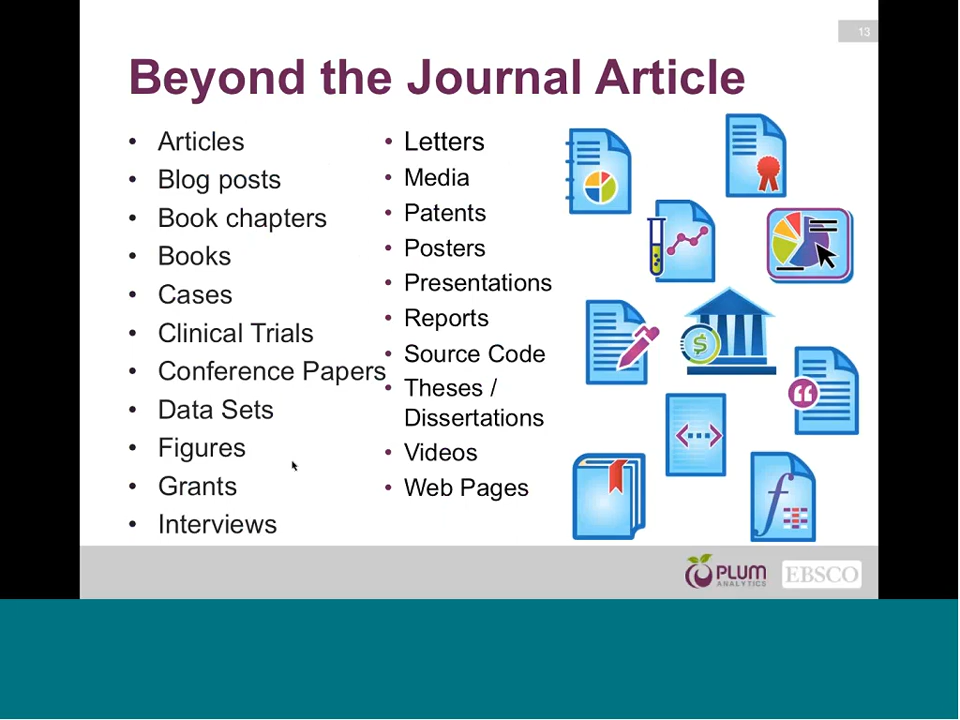 13
Beyond the Journal Article
• Articles
• Blog posts
• Book chapters
• Books
• Cases
• Clinical Trials
• Conference Papers
• Data Sets
• Figures
• Grants
• Interviews
• Letters
• Media
• Patents
• Posters
• Presentations
• Reports
• Source Code
• Theses /
Dissertations
• Videos
• Web Pages
PLUM
ANALYTICS
EBSCO